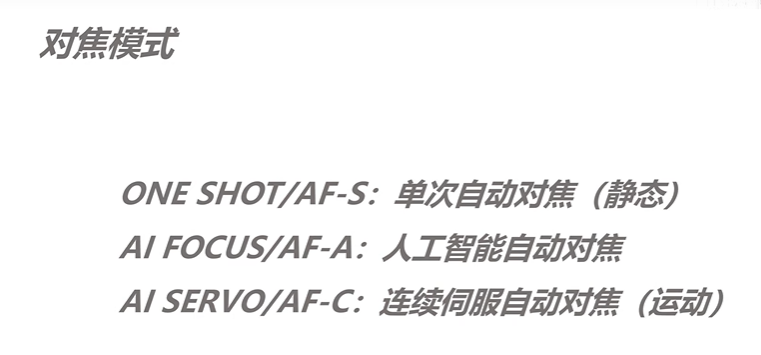 对焦模式
ONE SHOT/AF-S：单次自动对焦（静态）
AI FOCUS/AF-A：人工智能自动对焦
AI SERVO/AF-C：连续伺服自动对焦（运动）